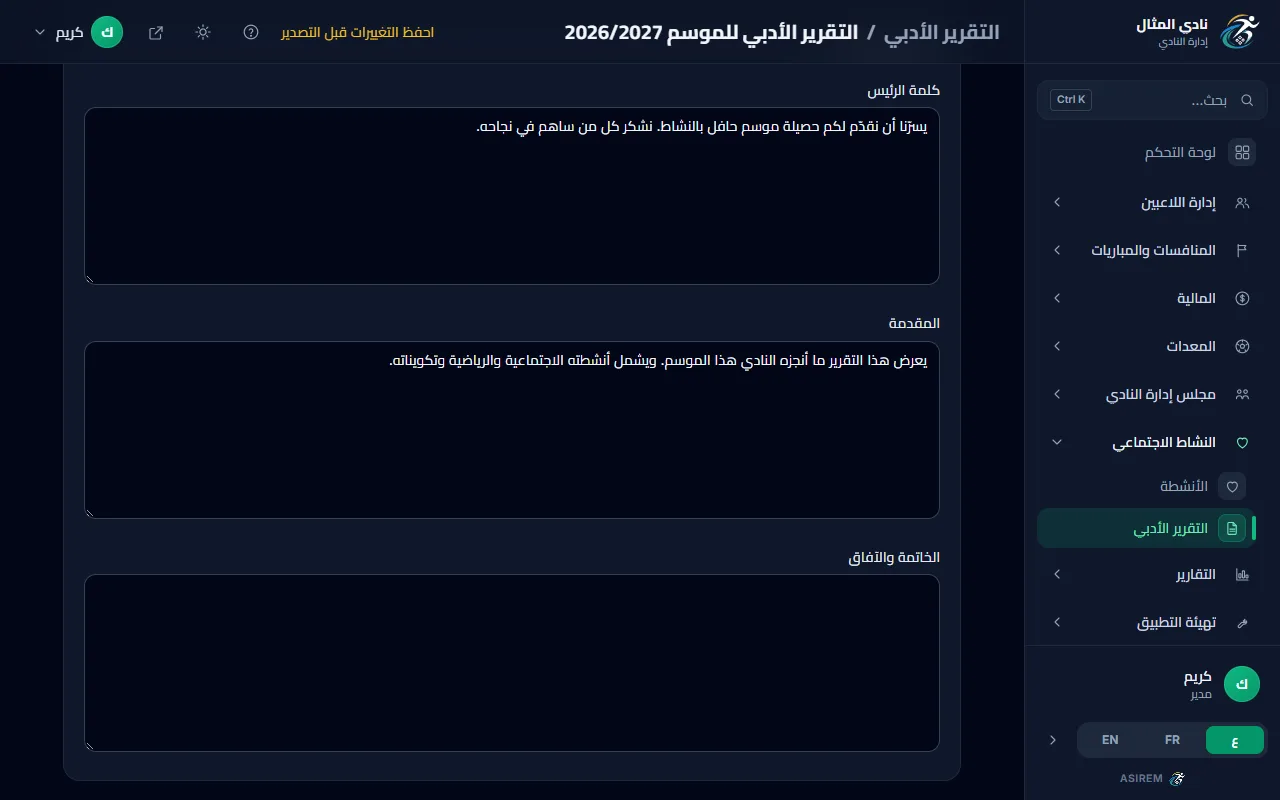 نادي المثال
إدارة النادي
بحث...
Ctrl K
لوحة التحكم
إدارة اللاعبين
المنافسات والمباريات
المالية
المعدات
مجلس إدارة النادي
النشاط الاجتماعي
الأنشطة
التقرير الأدبي
التقارير
تهيئة التطبيق
ك
كريم
مدير
ع
FR
EN
ASIREM
التقرير الأدبي / التقرير الأدبي للموسم 2026/2027
احفظ التغييرات قبل التصدير
ك
كريم
كلمة الرئيس
يسرّنا أن نقدّم لكم حصيلة موسم حافل بالنشاط. نشكر كل من ساهم في نجاحه.
المقدمة
يعرض هذا التقرير ما أنجزه النادي هذا الموسم. ويشمل أنشطته الاجتماعية والرياضية وتكويناته.
الخاتمة والآفاق